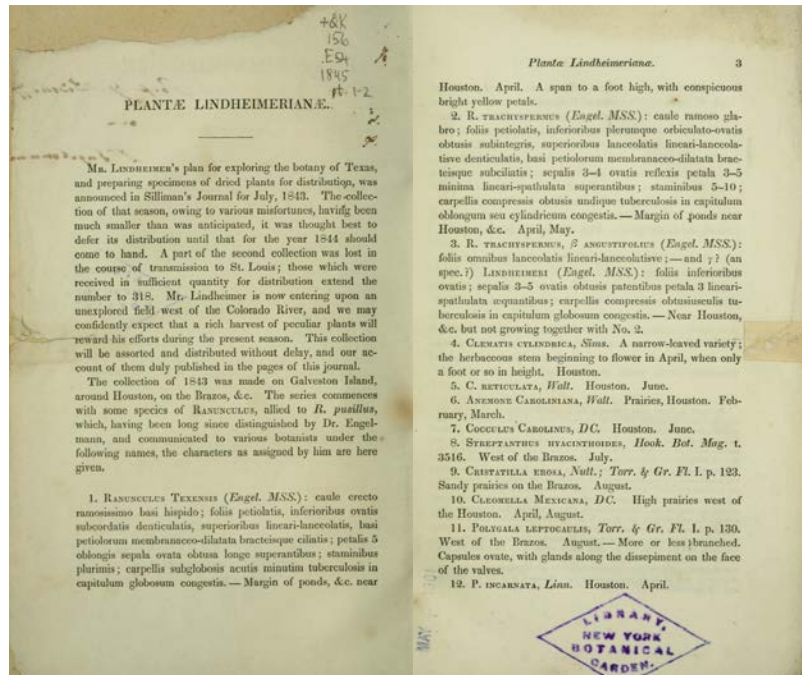 +QK
156
.E54
1845
pt. 1-2
PLANTÆ LINDHEIMERIANÆ.
Mr. Lindheimer's plan for exploring the botany of Texas,
and preparing specimens of dried plants for distribution, was
announced in Silliman's Journal for July, 1843. The collec-
tion of that season, owing to various misfortunes, having been
much smaller than was anticipated, it was thought best to
defer its distribution until that for the year 1844 should
come to hand. A part of the second collection was lost in
the course of transmission to St. Louis; those which were
received in sufficient quantity for distribution extend the
number to 318. Mr. Lindheimer is now entering upon an
unexplored field west of the Colorado River, and we may
confidently expect that a rich harvest of peculiar plants will
reward his efforts during the present season. This collection
will be assorted and distributed without delay, and our ac-
count of them duly published in the pages of this journal.
The collection of 1843 was made on Galveston Island,
around Houston, on the Brazos, &c. The series commences
with some species of Ranunculus, allied to R. pusillus,
which, having been long since distinguished by Dr. Engel-
mann, and communicated to various botanists under the
following names, the characters as assigned by him are here
given.
1. Ranunculus Texensis (Engel. MSS.): caule erecto
ramosissimo basi hispido; foliis petiolatis, inferioribus ovatis
subcordatis denticulatis, superioribus lineari-lanceolatis, basi
petiolorum membranaceo-dilatata bracteisque ciliatis; petalis 5
oblongis sepala ovata obtusa longe superantibus; staminibus
plurimis; carpellis subglobosis acutis minutim tuberculosis in
capitulum globosum congestis. — Margin of ponds, &c. near
Plantæ Lindheimerianæ. 3
Houston. April. A span to a foot high, with conspicuous
bright yellow petals.
2. R. trachyspermus (Engel. MSS.): caule ramoso gla-
bro; foliis petiolatis, inferioribus plerumque orbiculato-ovatis
obtusis subintegris, superioribus lanceolatis lineari-lanceola-
tisve denticulatis, basi petiolorum membranaceo-dilatata brac-
teisque subciliatis; sepalis 3–4 ovatis reflexis petala 3–5
minima lineari-spathulata superantibus; staminibus 5–10;
carpellis compressis obtusis undique tuberculosis in capitulum
oblongum seu cylindricum congestis. — Margin of ponds near
Houston, &c. April, May.
3. R. trachyspermus, β angustifolius (Engel. MSS.):
foliis omnibus lanceolatis lineari-lanceolatisve; — and γ? (an
spec.?) Lindheimeri (Engel. MSS.): foliis inferioribus
ovatis; sepalis 3–5 ovatis obtusis patentibus petala 3 lineari-
spathulata æquantibus; carpellis compressis obtusiusculis tu-
berculosis in capitulum globosum congestis. — Near Houston,
&c. but not growing together with No. 2.
4. Clematis cylindrica, Sims. A narrow-leaved variety;
the herbaceous stem beginning to flower in April, when only
a foot or so in height. Houston.
5. C. reticulata, Walt. Houston. June.
6. Anemone Caroliniana, Walt. Prairies, Houston. Feb-
ruary, March.
7. Cocculus Carolinus, DC. Houston. June.
8. Streptanthus hyacinthoides, Hook. Bot. Mag. t.
3516. West of the Brazos. July.
9. Cristatella erosa, Nutt.; Torr. & Gr. Fl. I. p. 123.
Sandy prairies on the Brazos. August.
10. Cleomella Mexicana, DC. High prairies west of
the Houston. April, August.
11. Polygala leptocaulis, Torr. & Gr. Fl. I. p. 130.
West of the Brazos. August. — More or less branched.
Capsules ovate, with glands along the dissepiment on the face
of the valves.
12. P. incarnata, Linn. Houston. April.
MAY
LIBRARY,
NEW YORK
BOTANICAL
GARDEN.